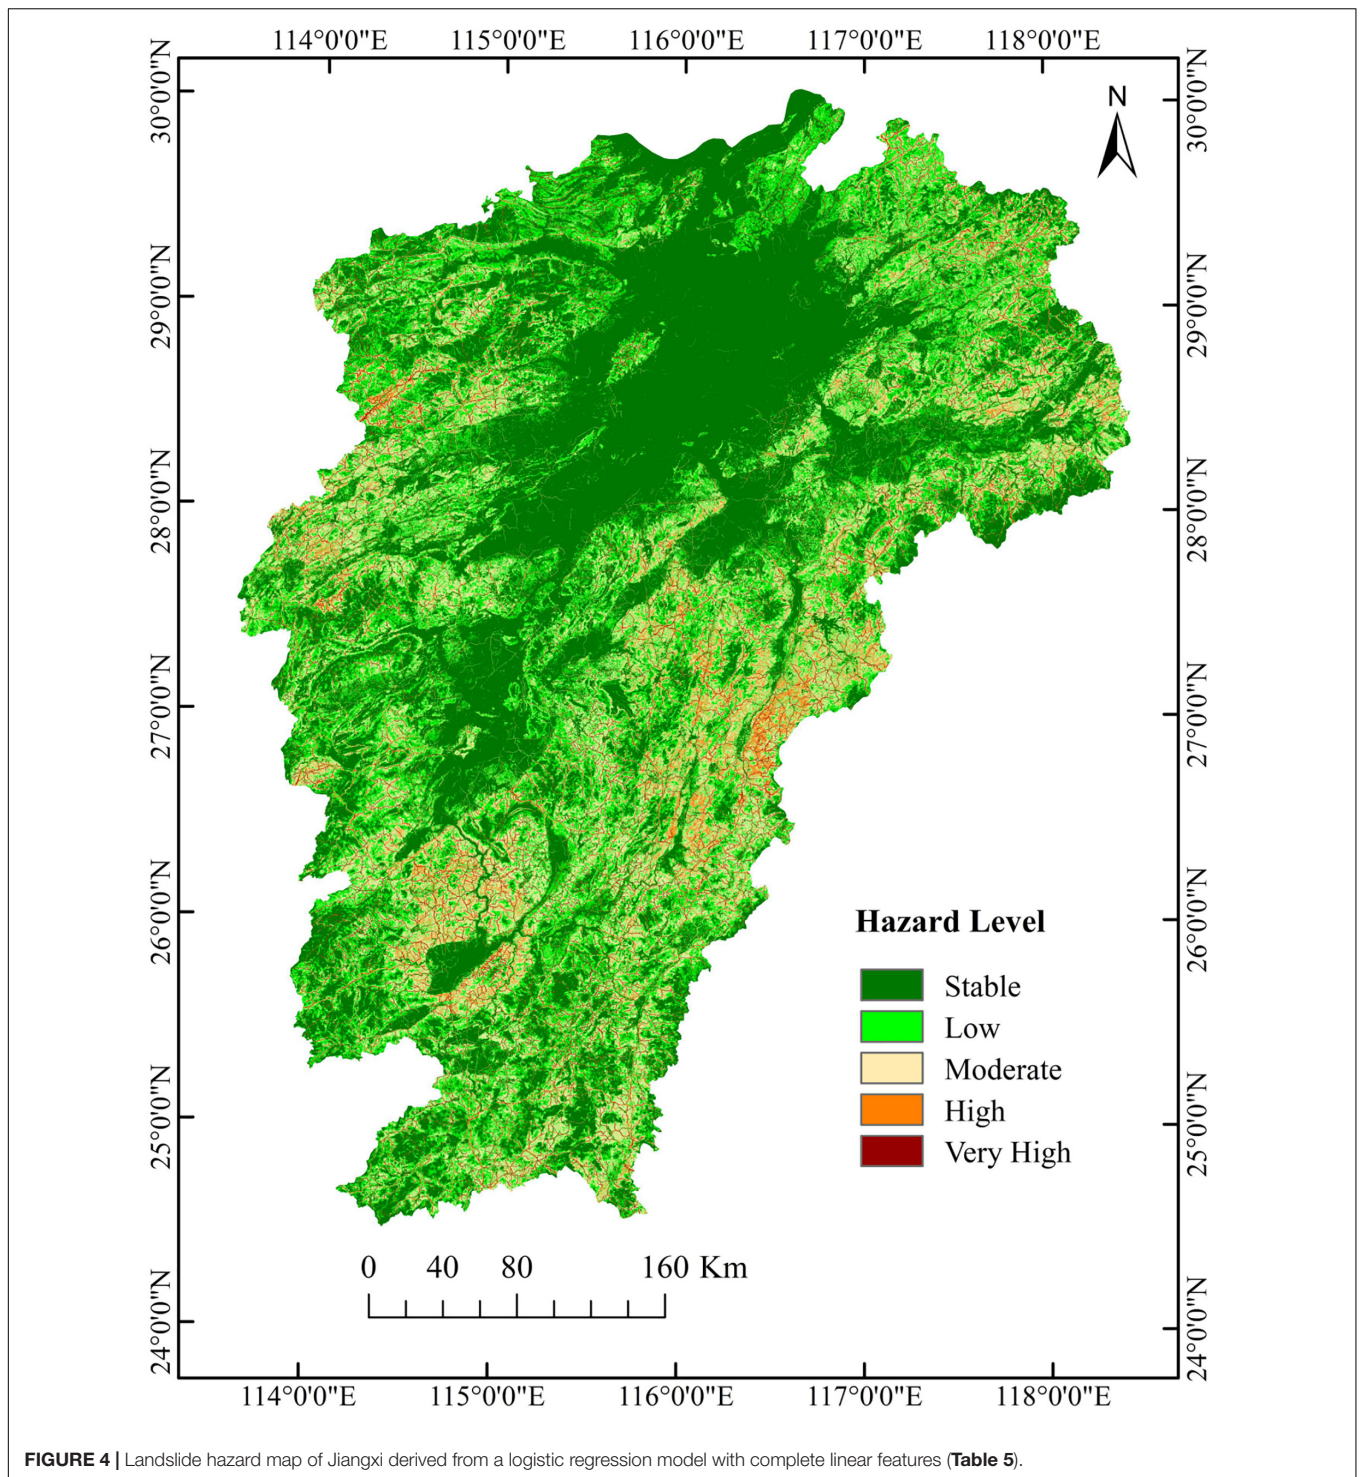 114°0'0"E 115°0'0"E 116°0'0"E 117°0'0"E 118°0'0"E
30°0'0"N
29°0'0"N
28°0'0"N
27°0'0"N
26°0'0"N
25°0'0"N
24°0'0"N
N
30°0'0"N
29°0'0"N
28°0'0"N
27°0'0"N
26°0'0"N
25°0'0"N
24°0'0"N
Hazard Level
Stable
Low
Moderate
High
Very High
0 40 80 160 Km
114°0'0"E 115°0'0"E 116°0'0"E 117°0'0"E 118°0'0"E
FIGURE 4 | Landslide hazard map of Jiangxi derived from a logistic regression model with complete linear features (Table 5).